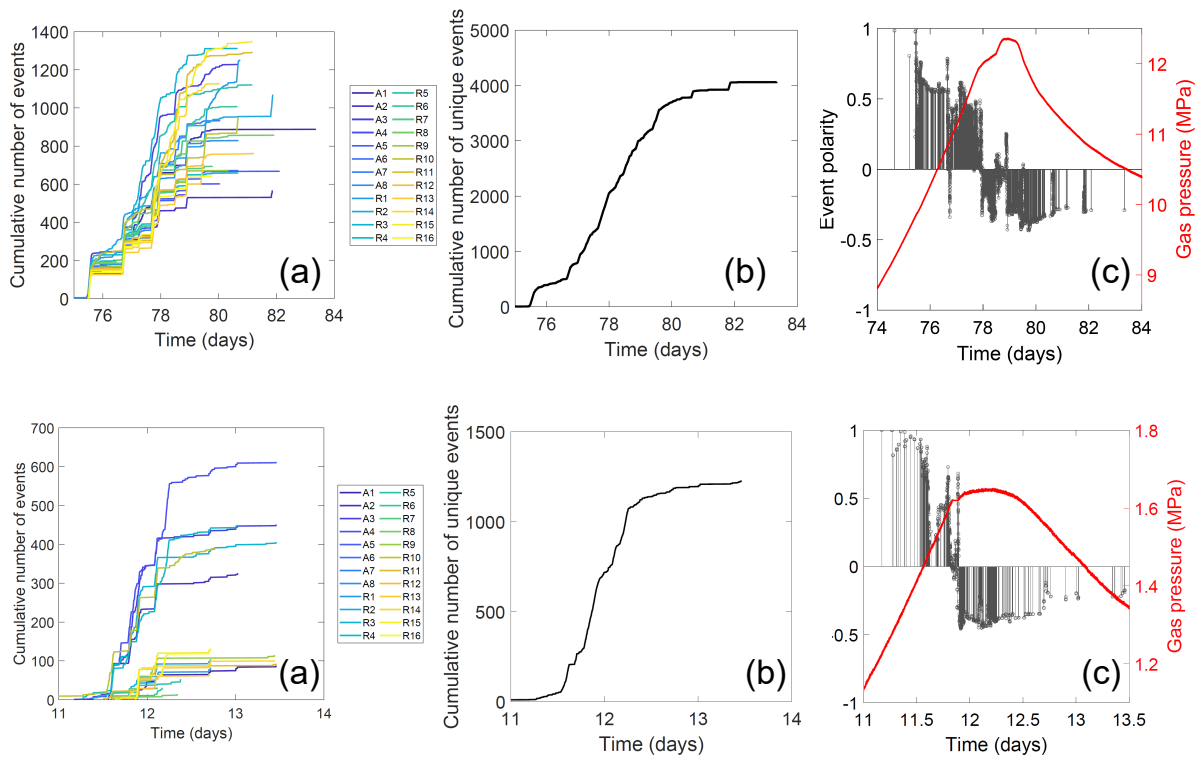 1400
1200
1000
800
600
400
200
0
76
78
80
82
84
Time (days)
Cumulative number of events
(a)
A1 R5
A2 R6
A3 R7
A4 R8
A5 R9
A6 R10
A7 R11
A8 R12
R1 R13
R2 R14
R3 R15
R4 R16
5000
4000
3000
2000
1000
0
76
78
80
82
84
Time (days)
Cumulative number of unique events
(b)
1
0.5
0
-0.5
-1
74
76
78
80
82
84
Time (days)
Event polarity
12
11
10
9
Gas pressure (MPa)
(c)
700
600
500
400
300
200
100
0
11
12
13
14
Time (days)
Cumulative number of events
(a)
A1 R5
A2 R6
A3 R7
A4 R8
A5 R9
A6 R10
A7 R11
A8 R12
R1 R13
R2 R14
R3 R15
R4 R16
1500
1000
500
0
11
12
13
14
Time (days)
Cumulative number of unique events
(b)
1
0.5
0
-0.5
-1
11
11.5
12
12.5
13
13.5
Time (days)
1.8
1.6
1.4
1.2
Gas pressure (MPa)
(c)